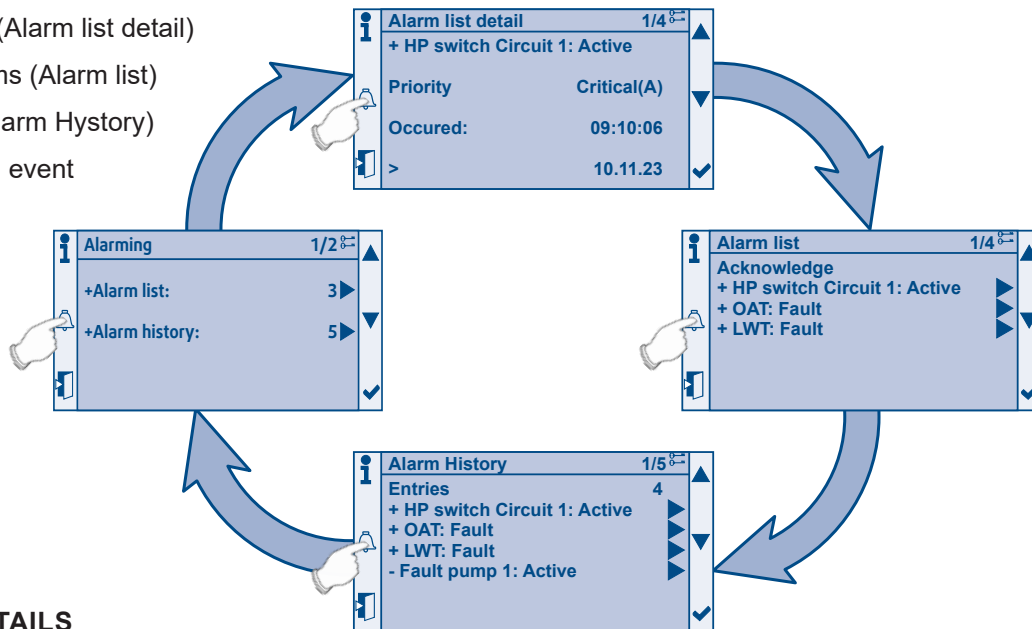 (Alarm list detail)
ns (Alarm list)
larm Hystory)
event
Alarm list detail 1/4
+ HP switch Circuit 1: Active
Priority Critical(A)
Occured: 09:10:06
> 10.11.23
Alarming 1/2
+Alarm list: 3
+Alarm history: 5
Alarm list 1/4
Acknowledge
+ HP switch Circuit 1: Active
+ OAT: Fault
+ LWT: Fault
Alarm History 1/5
Entries 4
+ HP switch Circuit 1: Active
+ OAT: Fault
+ LWT: Fault
- Fault pump 1: Active
TAILS